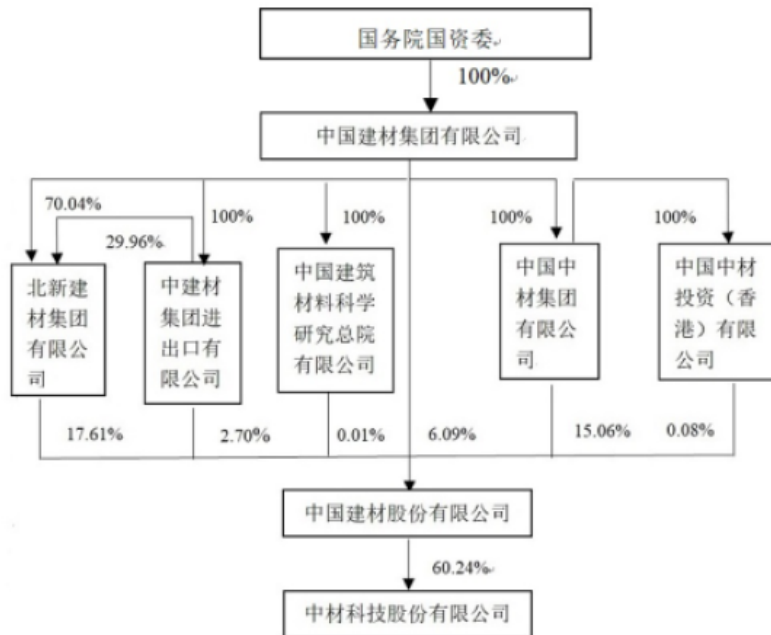 国务院国资委
100%
中国建材集团有限公司
70.04%
100%
100%
100%
100%
29.96%
北新建
材集团
有限公
司
中建材
集团进
出口有
限公司
中国建筑
材料科学
研究总院
有限公司
中国中
材集团
有限公
司
中国中材
投资（香
港）有限
公司
17.61%
2.70%
0.01%
6.09%
15.06%
0.08%
中国建材股份有限公司
60.24%
中材科技股份有限公司